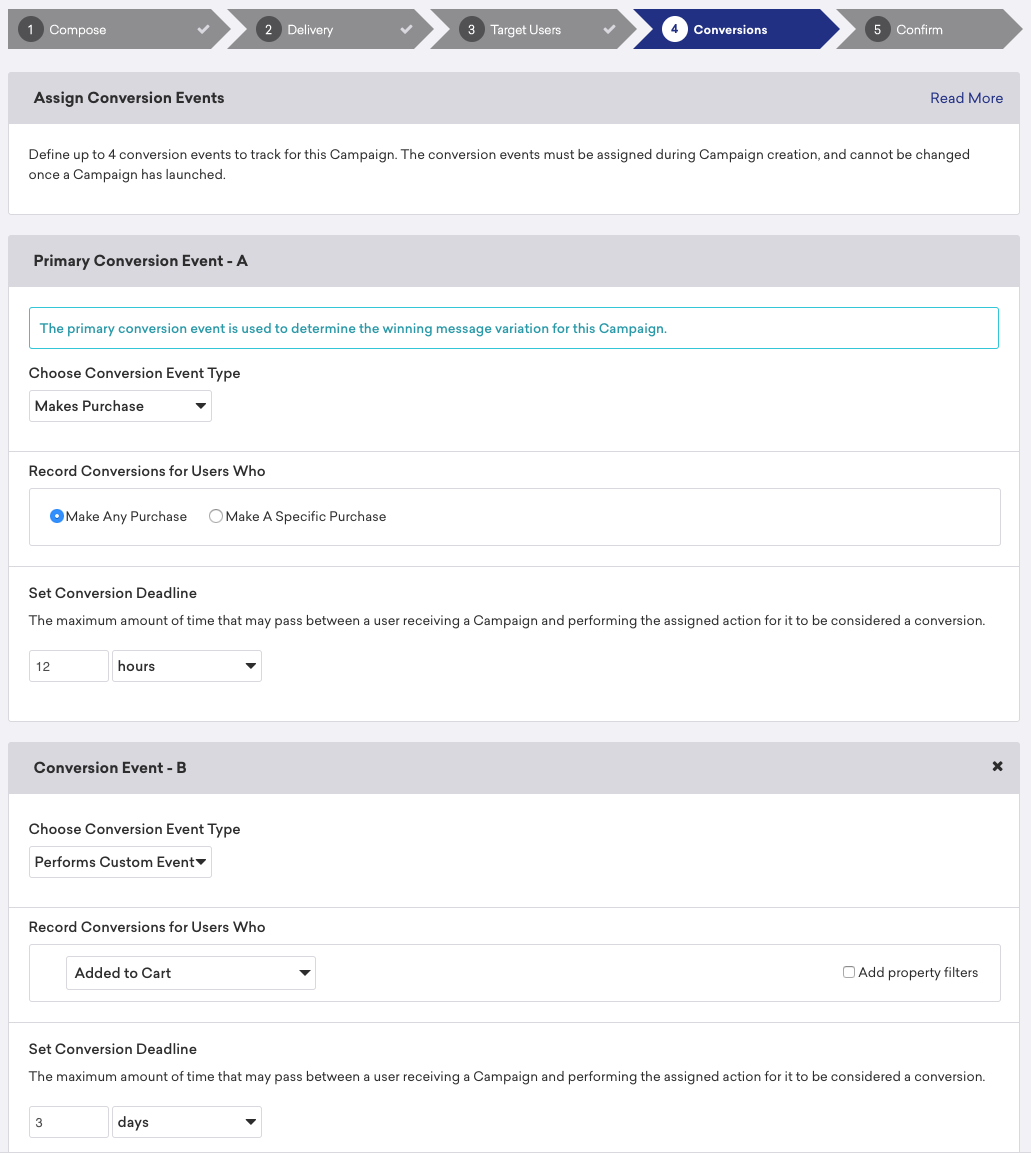 1 Compose
2 Delivery
3 Target Users
4 Conversions
5 Confirm
Assign Conversion Events
Read More
Define up to 4 conversion events to track for this Campaign. The conversion events must be assigned during Campaign creation, and cannot be changed
once a Campaign has launched.
Primary Conversion Event - A
The primary conversion event is used to determine the winning message variation for this Campaign.
Choose Conversion Event Type
Makes Purchase
Record Conversions for Users Who
Make Any Purchase
Make A Specific Purchase
Set Conversion Deadline
The maximum amount of time that may pass between a user receiving a Campaign and performing the assigned action for it to be considered a conversion.
12 hours
Conversion Event - B
Choose Conversion Event Type
Performs Custom Event
Record Conversions for Users Who
Added to Cart
Add property filters
Set Conversion Deadline
The maximum amount of time that may pass between a user receiving a Campaign and performing the assigned action for it to be considered a conversion.
3 days